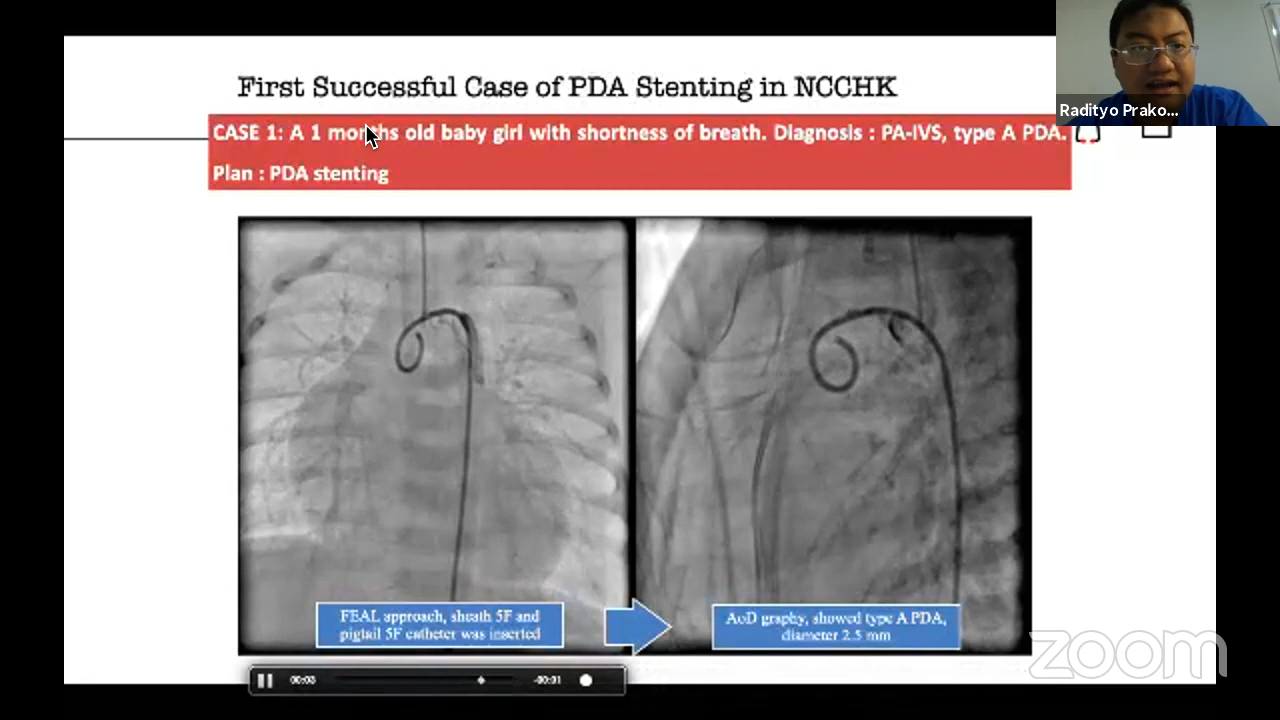 First Successful Case of PDA Stenting in NCCHK
Radityo Prako...
CASE 1: A 1 months old baby girl with shortness of breath. Diagnosis : PA-IVS, type A PDA.
Plan : PDA stenting
FEAL approach, sheath 5F and
pigtail 5F catheter was inserted
AoD graphy, showed type A PDA,
diameter 2.5 mm
zoom
00:03
-00:01